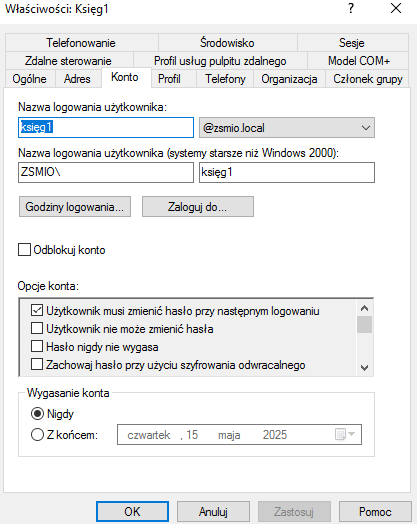 Właściwości: Księg1
?
Telefonowanie Środowisko Sesje
Zdalne sterowanie Profil usług pulpitu zdalnego Model COM+
Ogólne Adres Konto Profil Telefony Organizacja Członek grupy
Nazwa logowania użytkownika:
księg1 @zsmio.local
Nazwa logowania użytkownika (systemy starsze niż Windows 2000):
ZSMIO\ księg1
Godziny logowania... Zaloguj do...
Odblokuj konto
Opcje konta:
Użytkownik musi zmienić hasło przy następnym logowaniu
Użytkownik nie może zmienić hasła
Hasło nigdy nie wygasa
Zachowaj hasło przy użyciu szyfrowania odwracalnego
Wygasanie konta
Nigdy
Z końcem: czwartek , 15 maja 2025
OK Anuluj Zastosuj Pomoc